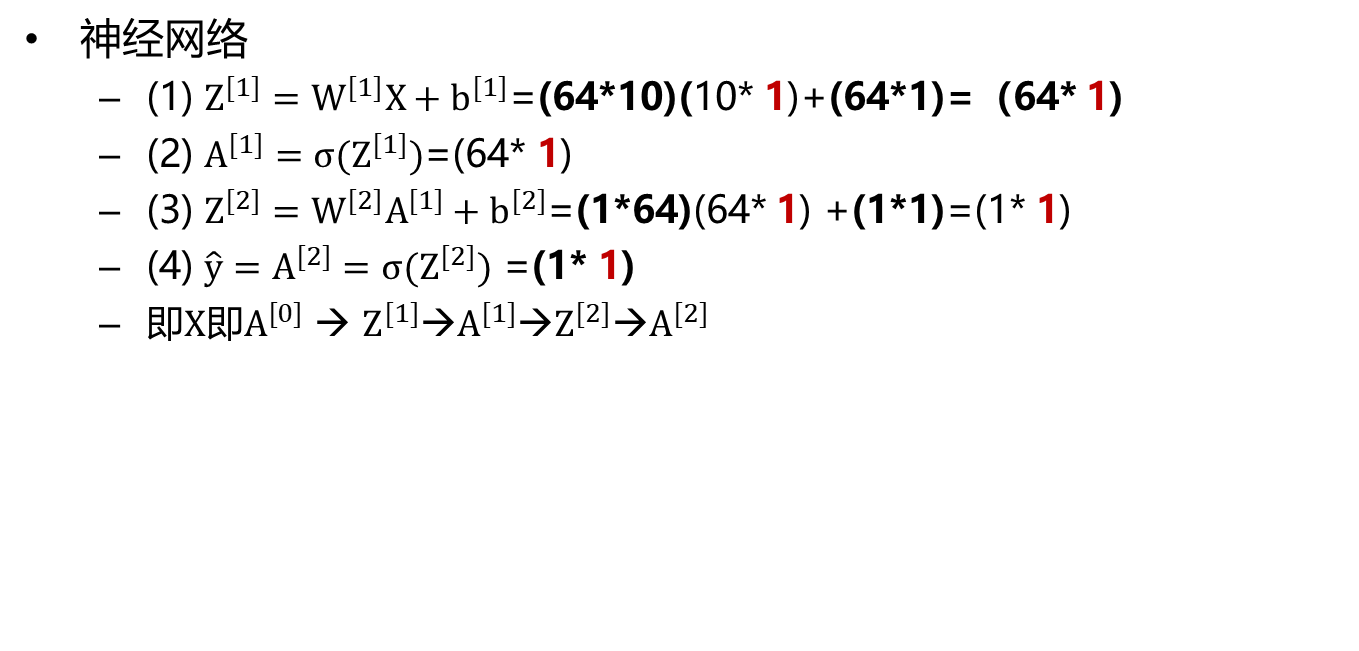 • 神经网络
– (1) Z^[1] = W^[1]X + b^[1]=(64*10)(10* 1)+(64*1)= (64* 1)
– (2) A^[1] = σ(Z^[1])=(64* 1)
– (3) Z^[2] = W^[2]A^[1] + b^[2]=(1*64)(64* 1) +(1*1)=(1* 1)
– (4) ŷ = A^[2] = σ(Z^[2]) =(1* 1)
– 即X即A^[0] → Z^[1]→A^[1]→Z^[2]→A^[2]